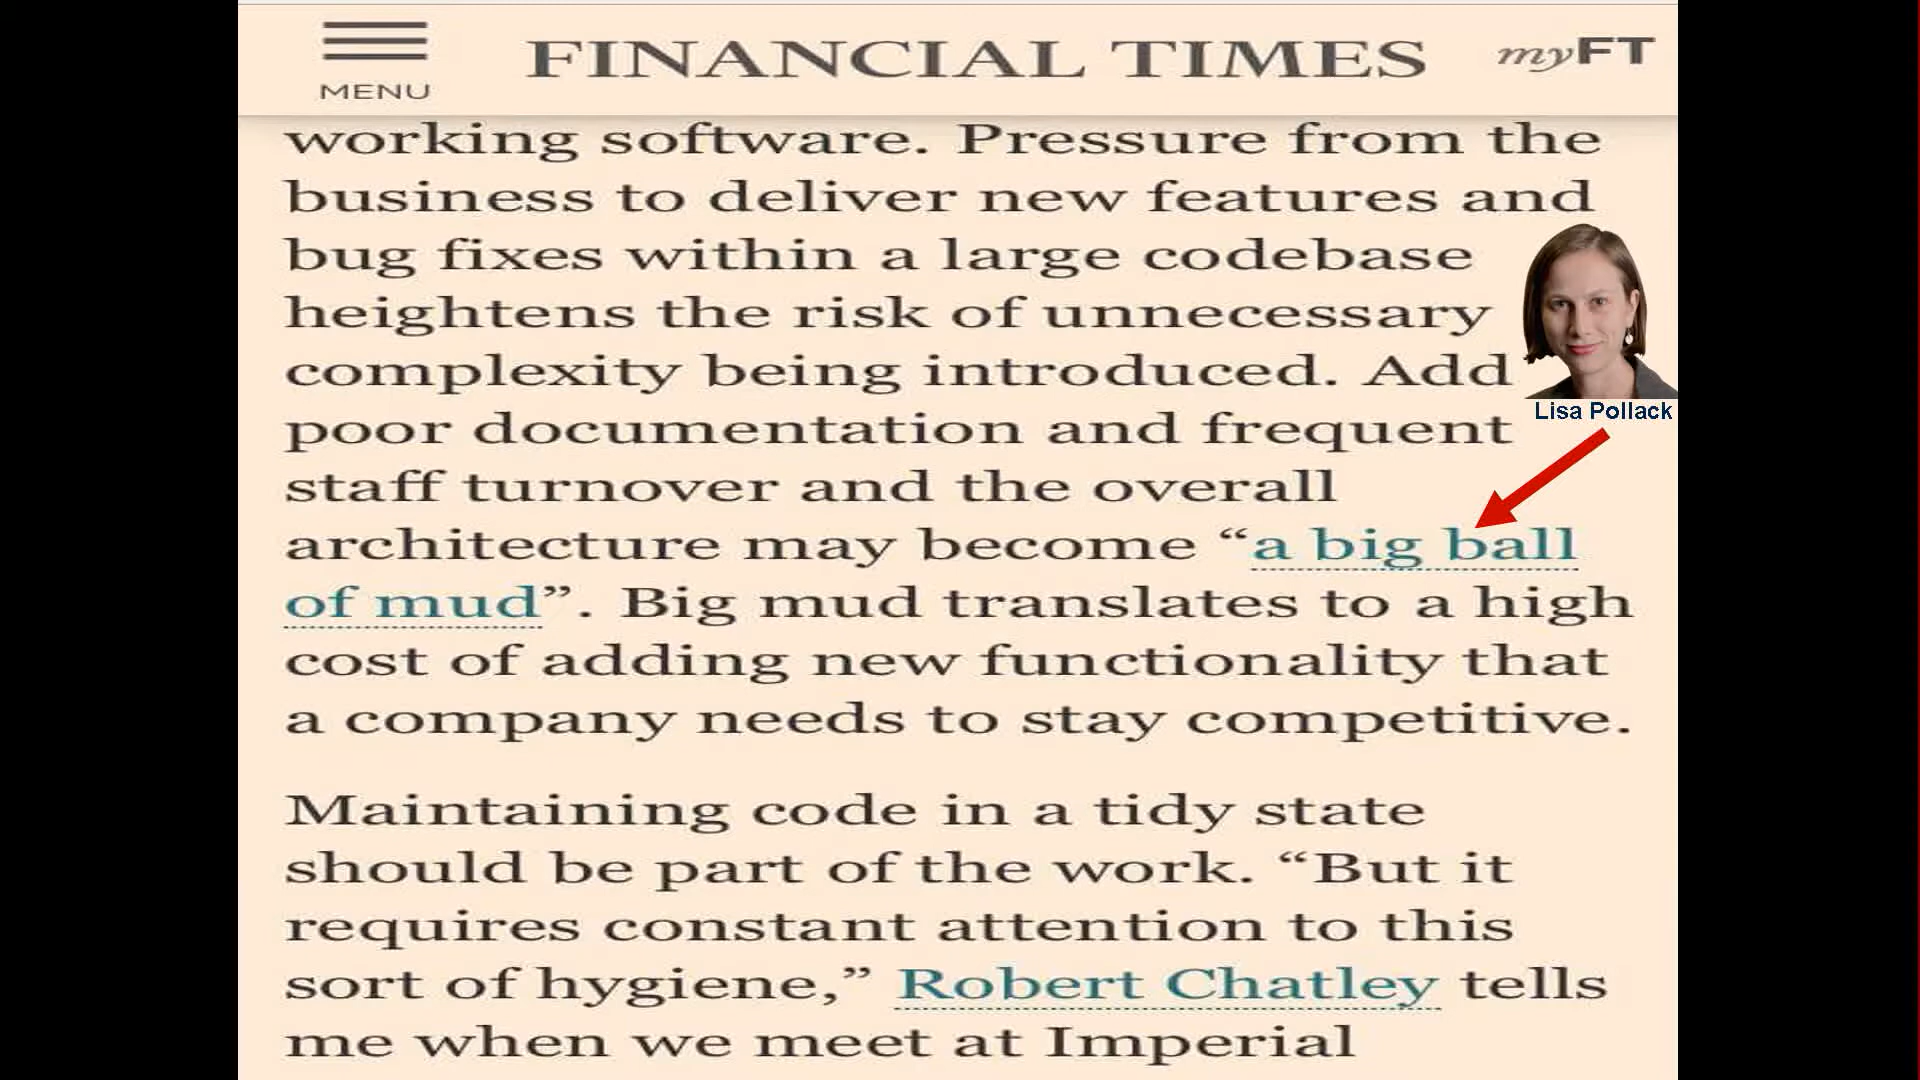 MENU
FINANCIAL TIMES
myFT
working software. Pressure from the
business to deliver new features and
bug fixes within a large codebase
heightens the risk of unnecessary
complexity being introduced. Add
poor documentation and frequent
staff turnover and the overall
architecture may become “a big ball
of mud”. Big mud translates to a high
cost of adding new functionality that
a company needs to stay competitive.
Lisa Pollack
Maintaining code in a tidy state
should be part of the work. “But it
requires constant attention to this
sort of hygiene,” Robert Chatley tells
me when we meet at Imperial